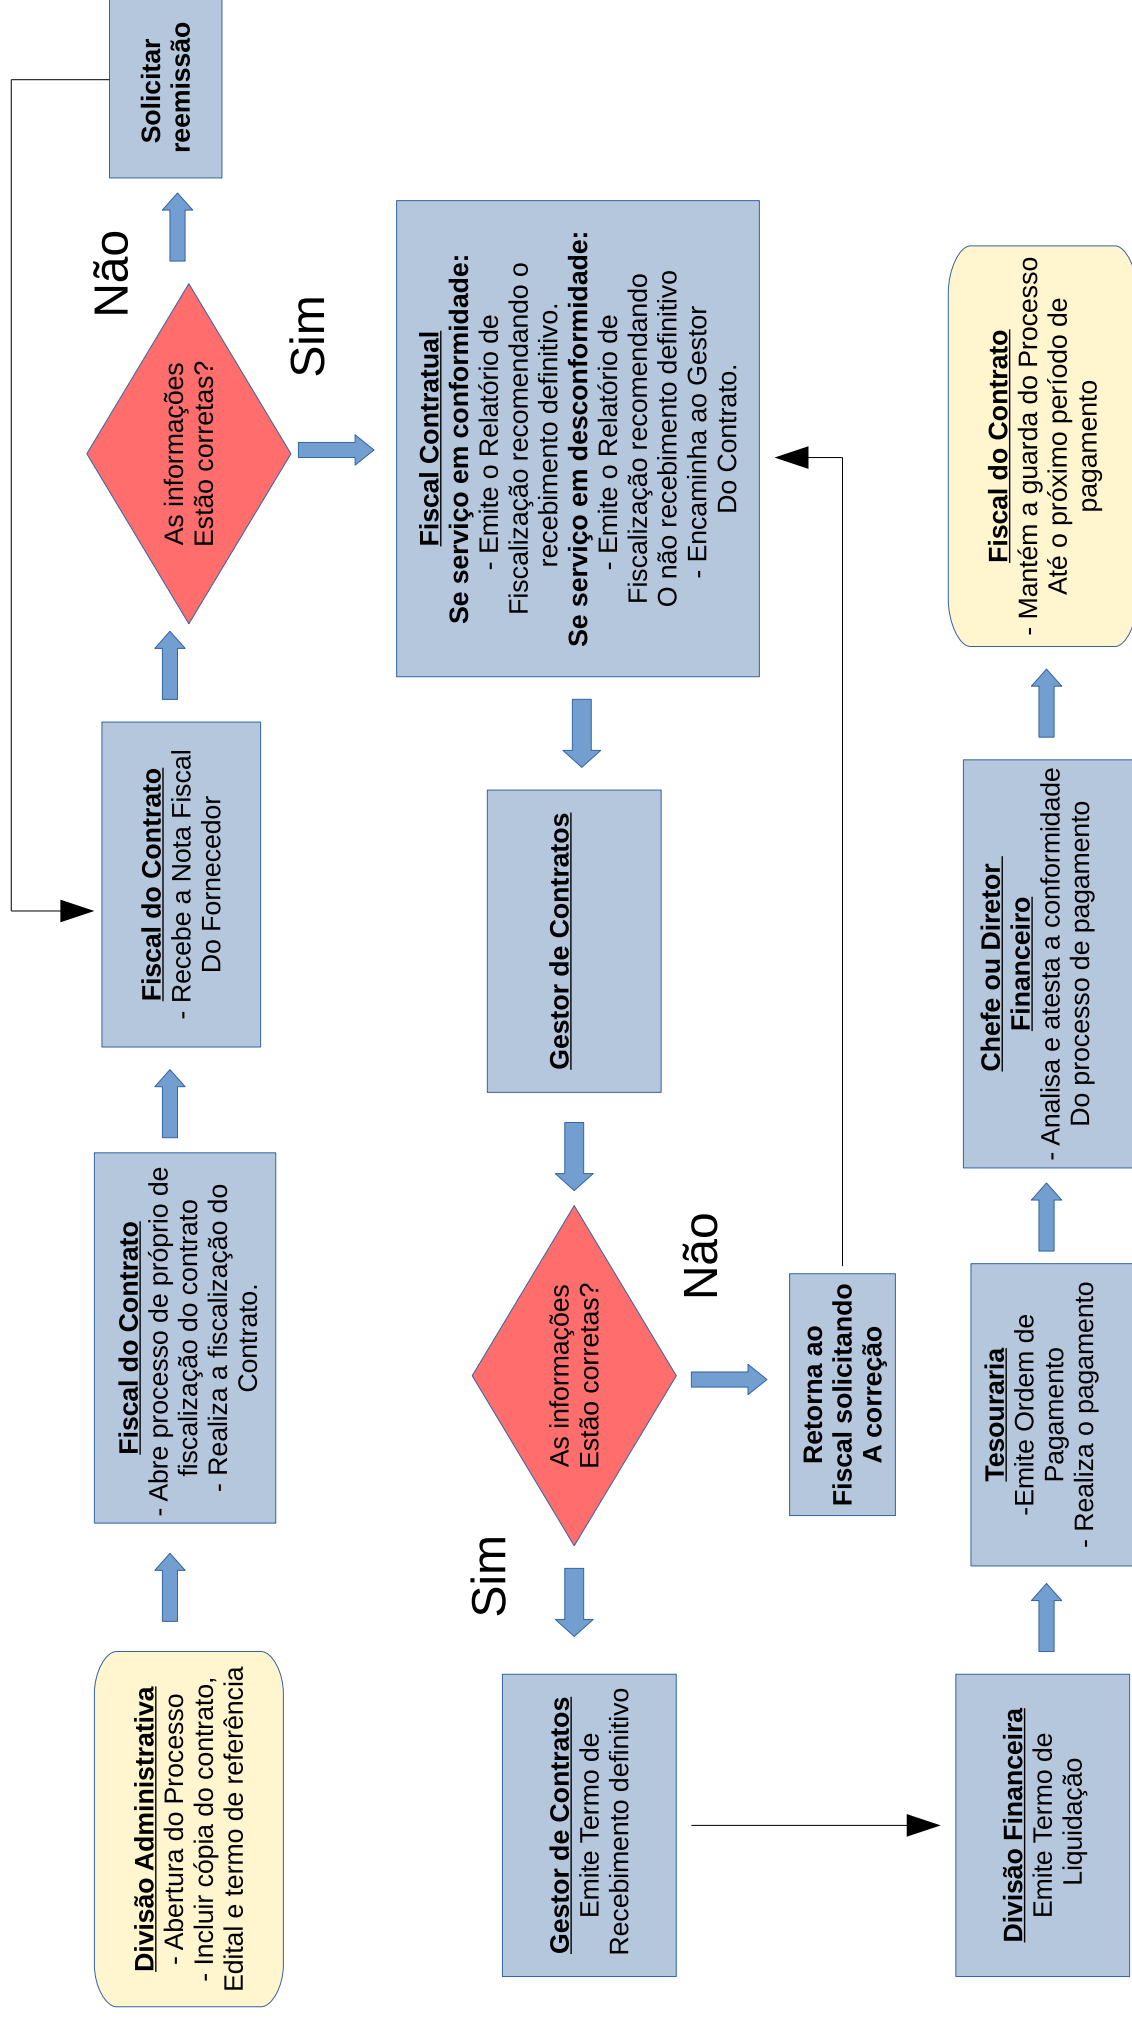 Divisão Administrativa
- Abertura do Processo
- Incluir cópia do contrato,
Edital e termo de referência
Fiscal do Contrato
- Abre processo de próprio de
fiscalização do contrato
- Realiza a fiscalização do
Contrato.
Fiscal do Contrato
- Recebe a Nota Fiscal
Do Fornecedor
As informações
Estão corretas?
Não
Solicitar
reemissão
Sim
Fiscal Contratual
Se serviço em conformidade:
- Emite o Relatório de
Fiscalização recomendando o
recebimento definitivo.
Se serviço em desconformidade:
- Emite o Relatório de
Fiscalização recomendando
O não recebimento definitivo
- Encaminha ao Gestor
Do Contrato.
Gestor de Contratos
As informações
Estão corretas?
Não
Retorna ao
Fiscal solicitando
A correção
Sim
Gestor de Contratos
Emite Termo de
Recebimento definitivo
Divisão Financeira
Emite Termo de
Liquidação
Tesouraria
-Emite Ordem de
Pagamento
- Realiza o pagamento
Chefe ou Diretor
Financeiro
- Analisa e atesta a conformidade
Do processo de pagamento
Fiscal do Contrato
- Mantém a guarda do Processo
Até o próximo período de
pagamento